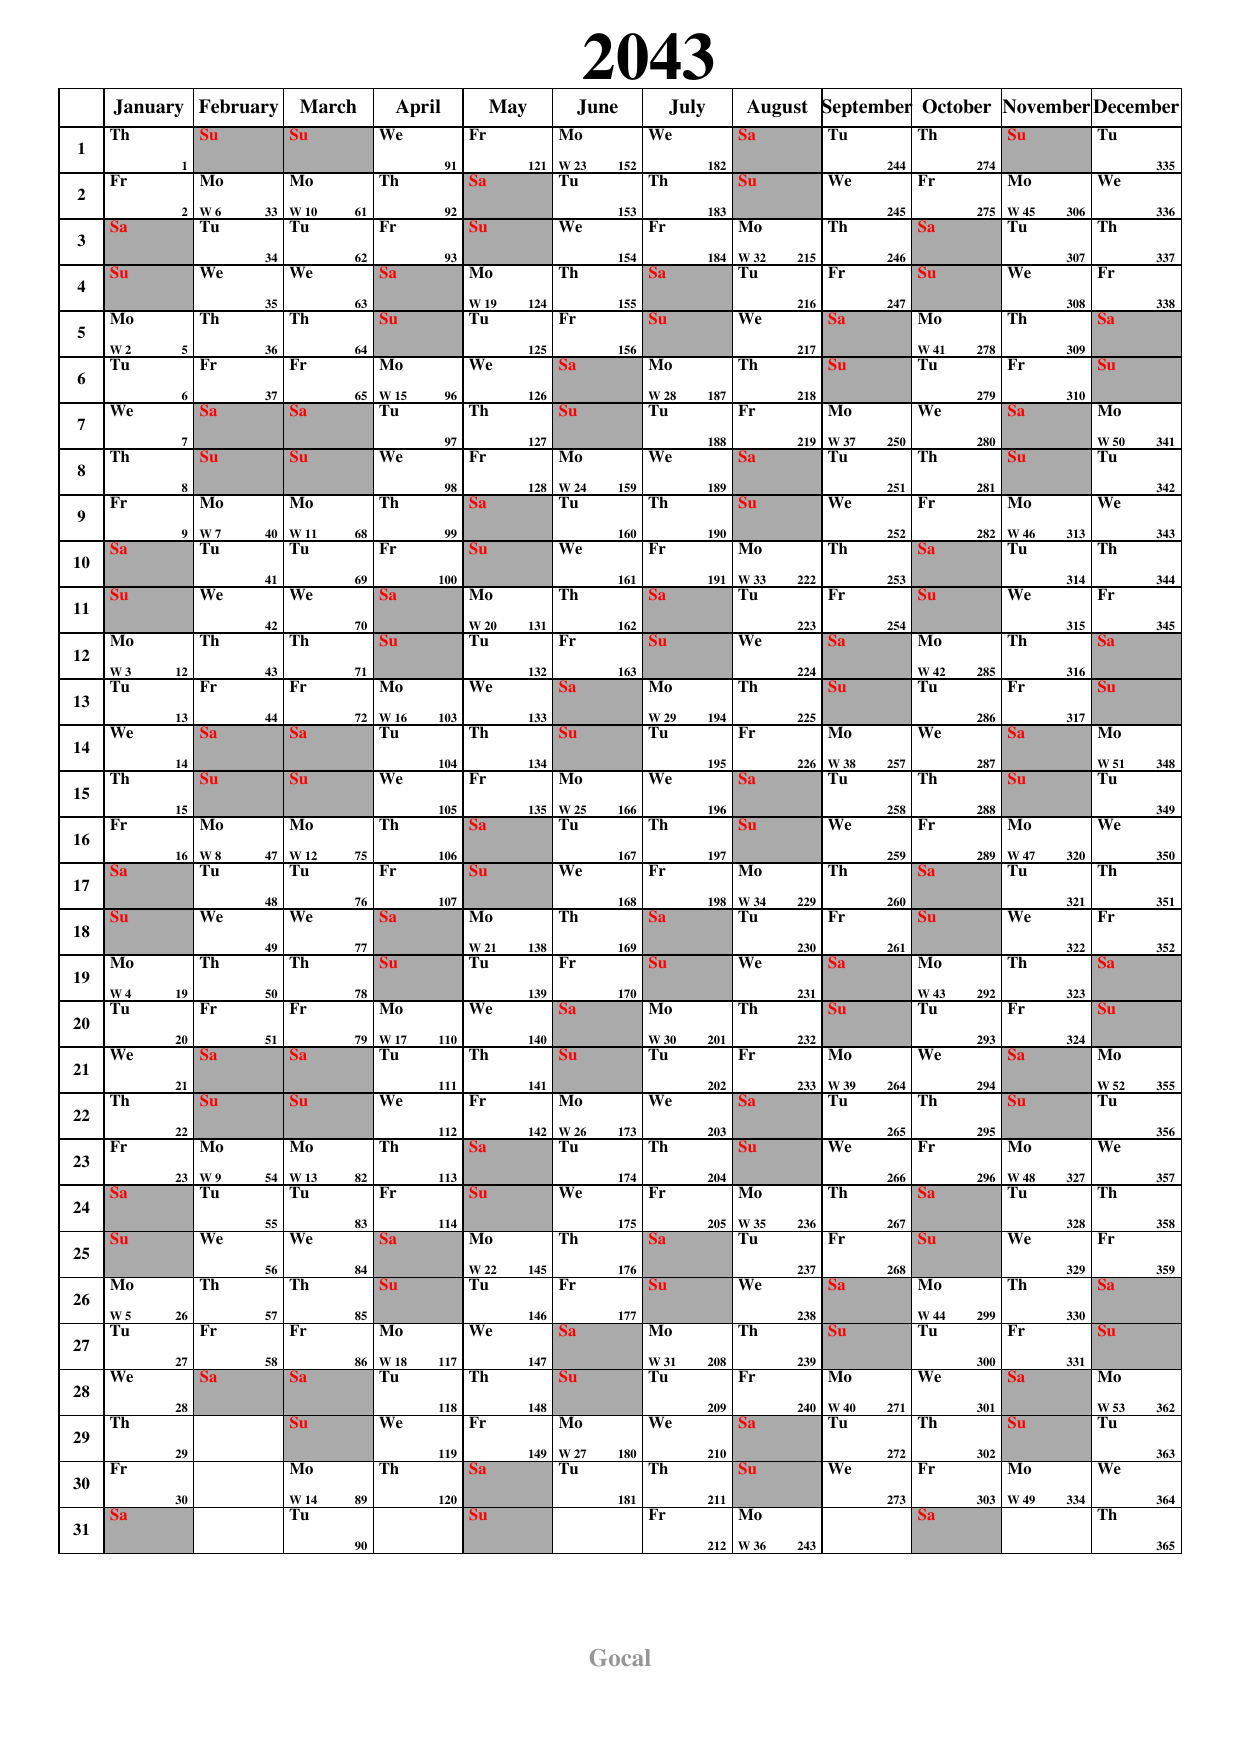 2043
January February March April May June July August September October November December
1 Th 1 Su Su We 91 Fr 121 Mo W 23 152 We 182 Sa Tu 244 Th 274 Su Tu 335
2 Fr 2 Mo W 6 33 Mo W 10 61 Th 92 Sa Tu 153 Th 183 Su We 245 Fr 275 Mo W 45 306 We 336
3 Sa Tu 34 Tu 62 Fr 93 Su We 154 Fr 184 Mo W 32 215 Th 246 Sa Tu 307 Th 337
4 Su We 35 We 63 Sa Mo W 19 124 Th 155 Sa Tu 216 Fr 247 Su We 308 Fr 338
5 Mo W 2 5 Th 36 Th 64 Su Tu 125 Fr 156 Su We 217 Sa Mo W 41 278 Th 309 Sa
6 Tu 6 Fr 37 Fr 65 Mo W 15 96 We 126 Sa Mo W 28 187 Th 218 Su Tu 279 Fr 310 Su
7 We 7 Sa Sa Tu 97 Th 127 Su Tu 188 Fr 219 Mo W 37 250 We 280 Sa Mo W 50 341
8 Th 8 Su Su We 98 Fr 128 Mo W 24 159 We 189 Sa Tu 251 Th 281 Su Tu 342
9 Fr 9 Mo W 7 40 Mo W 11 68 Th 99 Sa Tu 160 Th 190 Su We 252 Fr 282 Mo W 46 313 We 343
10 Sa Tu 41 Tu 69 Fr 100 Su We 161 Fr 191 Mo W 33 222 Th 253 Sa Tu 314 Th 344
11 Su We 42 We 70 Sa Mo W 20 131 Th 162 Sa Tu 223 Fr 254 Su We 315 Fr 345
12 Mo W 3 12 Th 43 Th 71 Su Tu 132 Fr 163 Su We 224 Sa Mo W 42 285 Th 316 Sa
13 Tu 13 Fr 44 Fr 72 Mo W 16 103 We 133 Sa Mo W 29 194 Th 225 Su Tu 286 Fr 317 Su
14 We 14 Sa Sa Tu 104 Th 134 Su Tu 195 Fr 226 Mo W 38 257 We 287 Sa Mo W 51 348
15 Th 15 Su Su We 105 Fr 135 Mo W 25 166 We 196 Sa Tu 258 Th 288 Su Tu 349
16 Fr 16 Mo W 8 47 Mo W 12 75 Th 106 Sa Tu 167 Th 197 Su We 259 Fr 289 Mo W 47 320 We 350
17 Sa Tu 48 Tu 76 Fr 107 Su We 168 Fr 198 Mo W 34 229 Th 260 Sa Tu 321 Th 351
18 Su We 49 We 77 Sa Mo W 21 138 Th 169 Sa Tu 230 Fr 261 Su We 322 Fr 352
19 Mo W 4 19 Th 50 Th 78 Su Tu 139 Fr 170 Su We 231 Sa Mo W 43 292 Th 323 Sa
20 Tu 20 Fr 51 Fr 79 Mo W 17 110 We 140 Sa Mo W 30 201 Th 232 Su Tu 293 Fr 324 Su
21 We 21 Sa Sa Tu 111 Th 141 Su Tu 202 Fr 233 Mo W 39 264 We 294 Sa Mo W 52 355
22 Th 22 Su Su We 112 Fr 142 Mo W 26 173 We 203 Sa Tu 265 Th 295 Su Tu 356
23 Fr 23 Mo W 9 54 Mo W 13 82 Th 113 Sa Tu 174 Th 204 Su We 266 Fr 296 Mo W 48 327 We 357
24 Sa Tu 55 Tu 83 Fr 114 Su We 175 Fr 205 Mo W 35 236 Th 267 Sa Tu 328 Th 358
25 Su We 56 We 84 Sa Mo W 22 145 Th 176 Sa Tu 237 Fr 268 Su We 329 Fr 359
26 Mo W 5 26 Th 57 Th 85 Su Tu 146 Fr 177 Su We 238 Sa Mo W 44 299 Th 330 Sa
27 Tu 27 Fr 58 Fr 86 Mo W 18 117 We 147 Sa Mo W 31 208 Th 239 Su Tu 300 Fr 331 Su
28 We 28 Sa Sa Tu 118 Th 148 Su Tu 209 Fr 240 Mo W 40 271 We 301 Sa Mo W 53 362
29 Th 29 Su We 119 Fr 149 Mo W 27 180 We 210 Sa Tu 272 Th 302 Su Tu 363
30 Fr 30 Mo W 14 89 Th 120 Sa Tu 181 Th 211 Su We 273 Fr 303 Mo W 49 334 We 364
31 Sa Tu 90 Su Fr 212 Mo W 36 243 Sa Th 365
Gocal